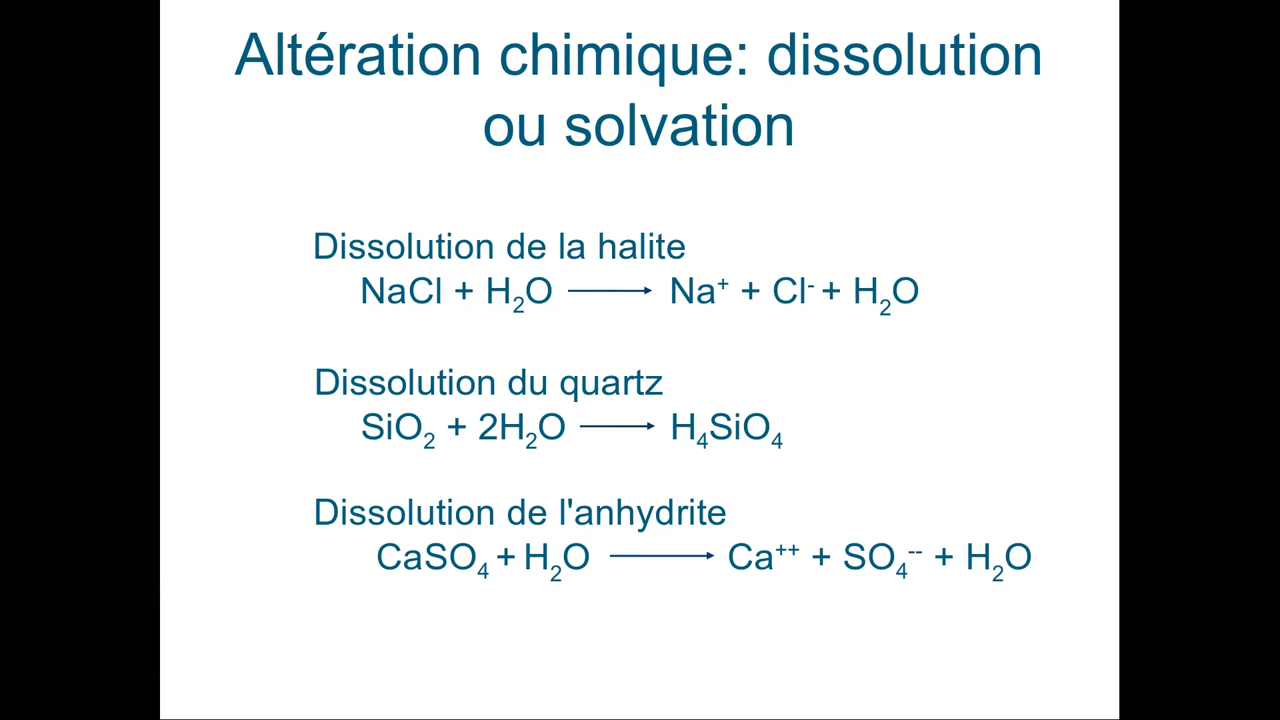 Altération chimique: dissolution
ou solvation
Dissolution de la halite
NaCl + H₂O ⟶ Na⁺ + Cl⁻ + H₂O
Dissolution du quartz
SiO₂ + 2H₂O ⟶ H₄SiO₄
Dissolution de l'anhydrite
CaSO₄ + H₂O ⟶ Ca⁺⁺ + SO₄⁻⁻ + H₂O